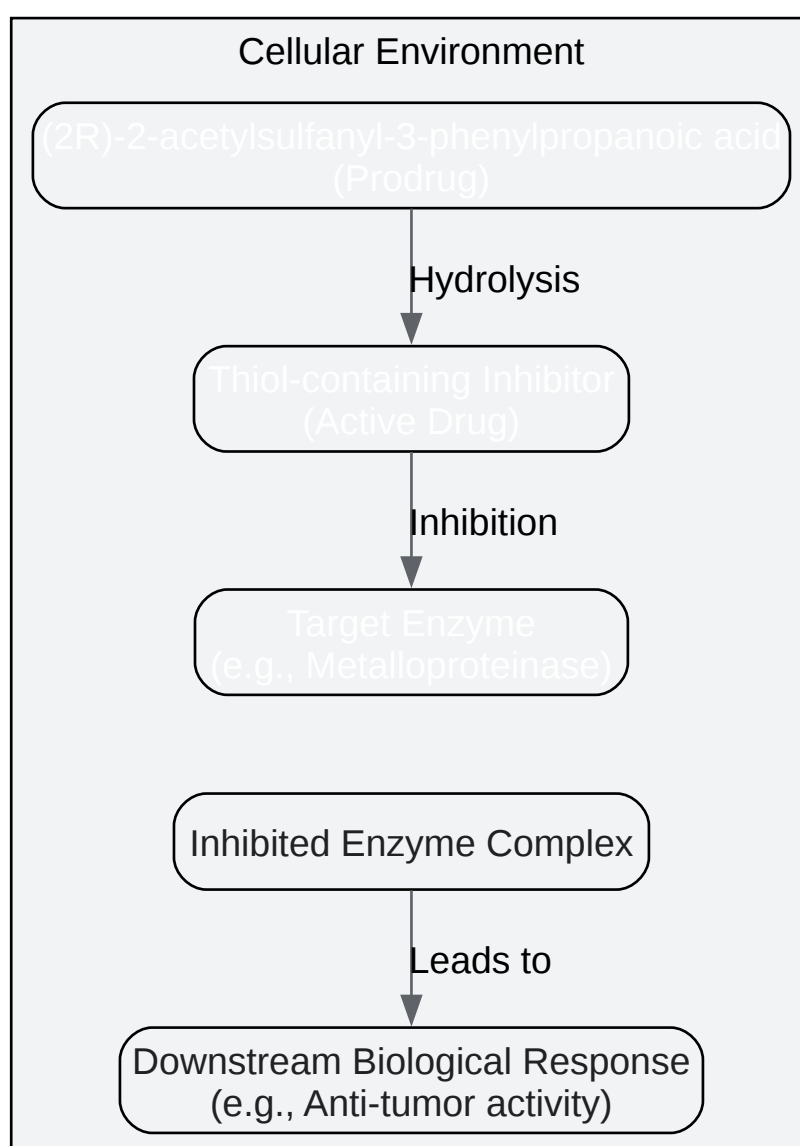 Cellular Environment
(2R)-2-acetylsulfanyl-3-phenylpropanoic acid
(Prodrug)
Hydrolysis
Thiol-containing Inhibitor
(Active Drug)
Inhibition
Target Enzyme
(e.g., Metalloproteinase)
Inhibited Enzyme Complex
Leads to
Downstream Biological Response
(e.g., Anti-tumor activity)